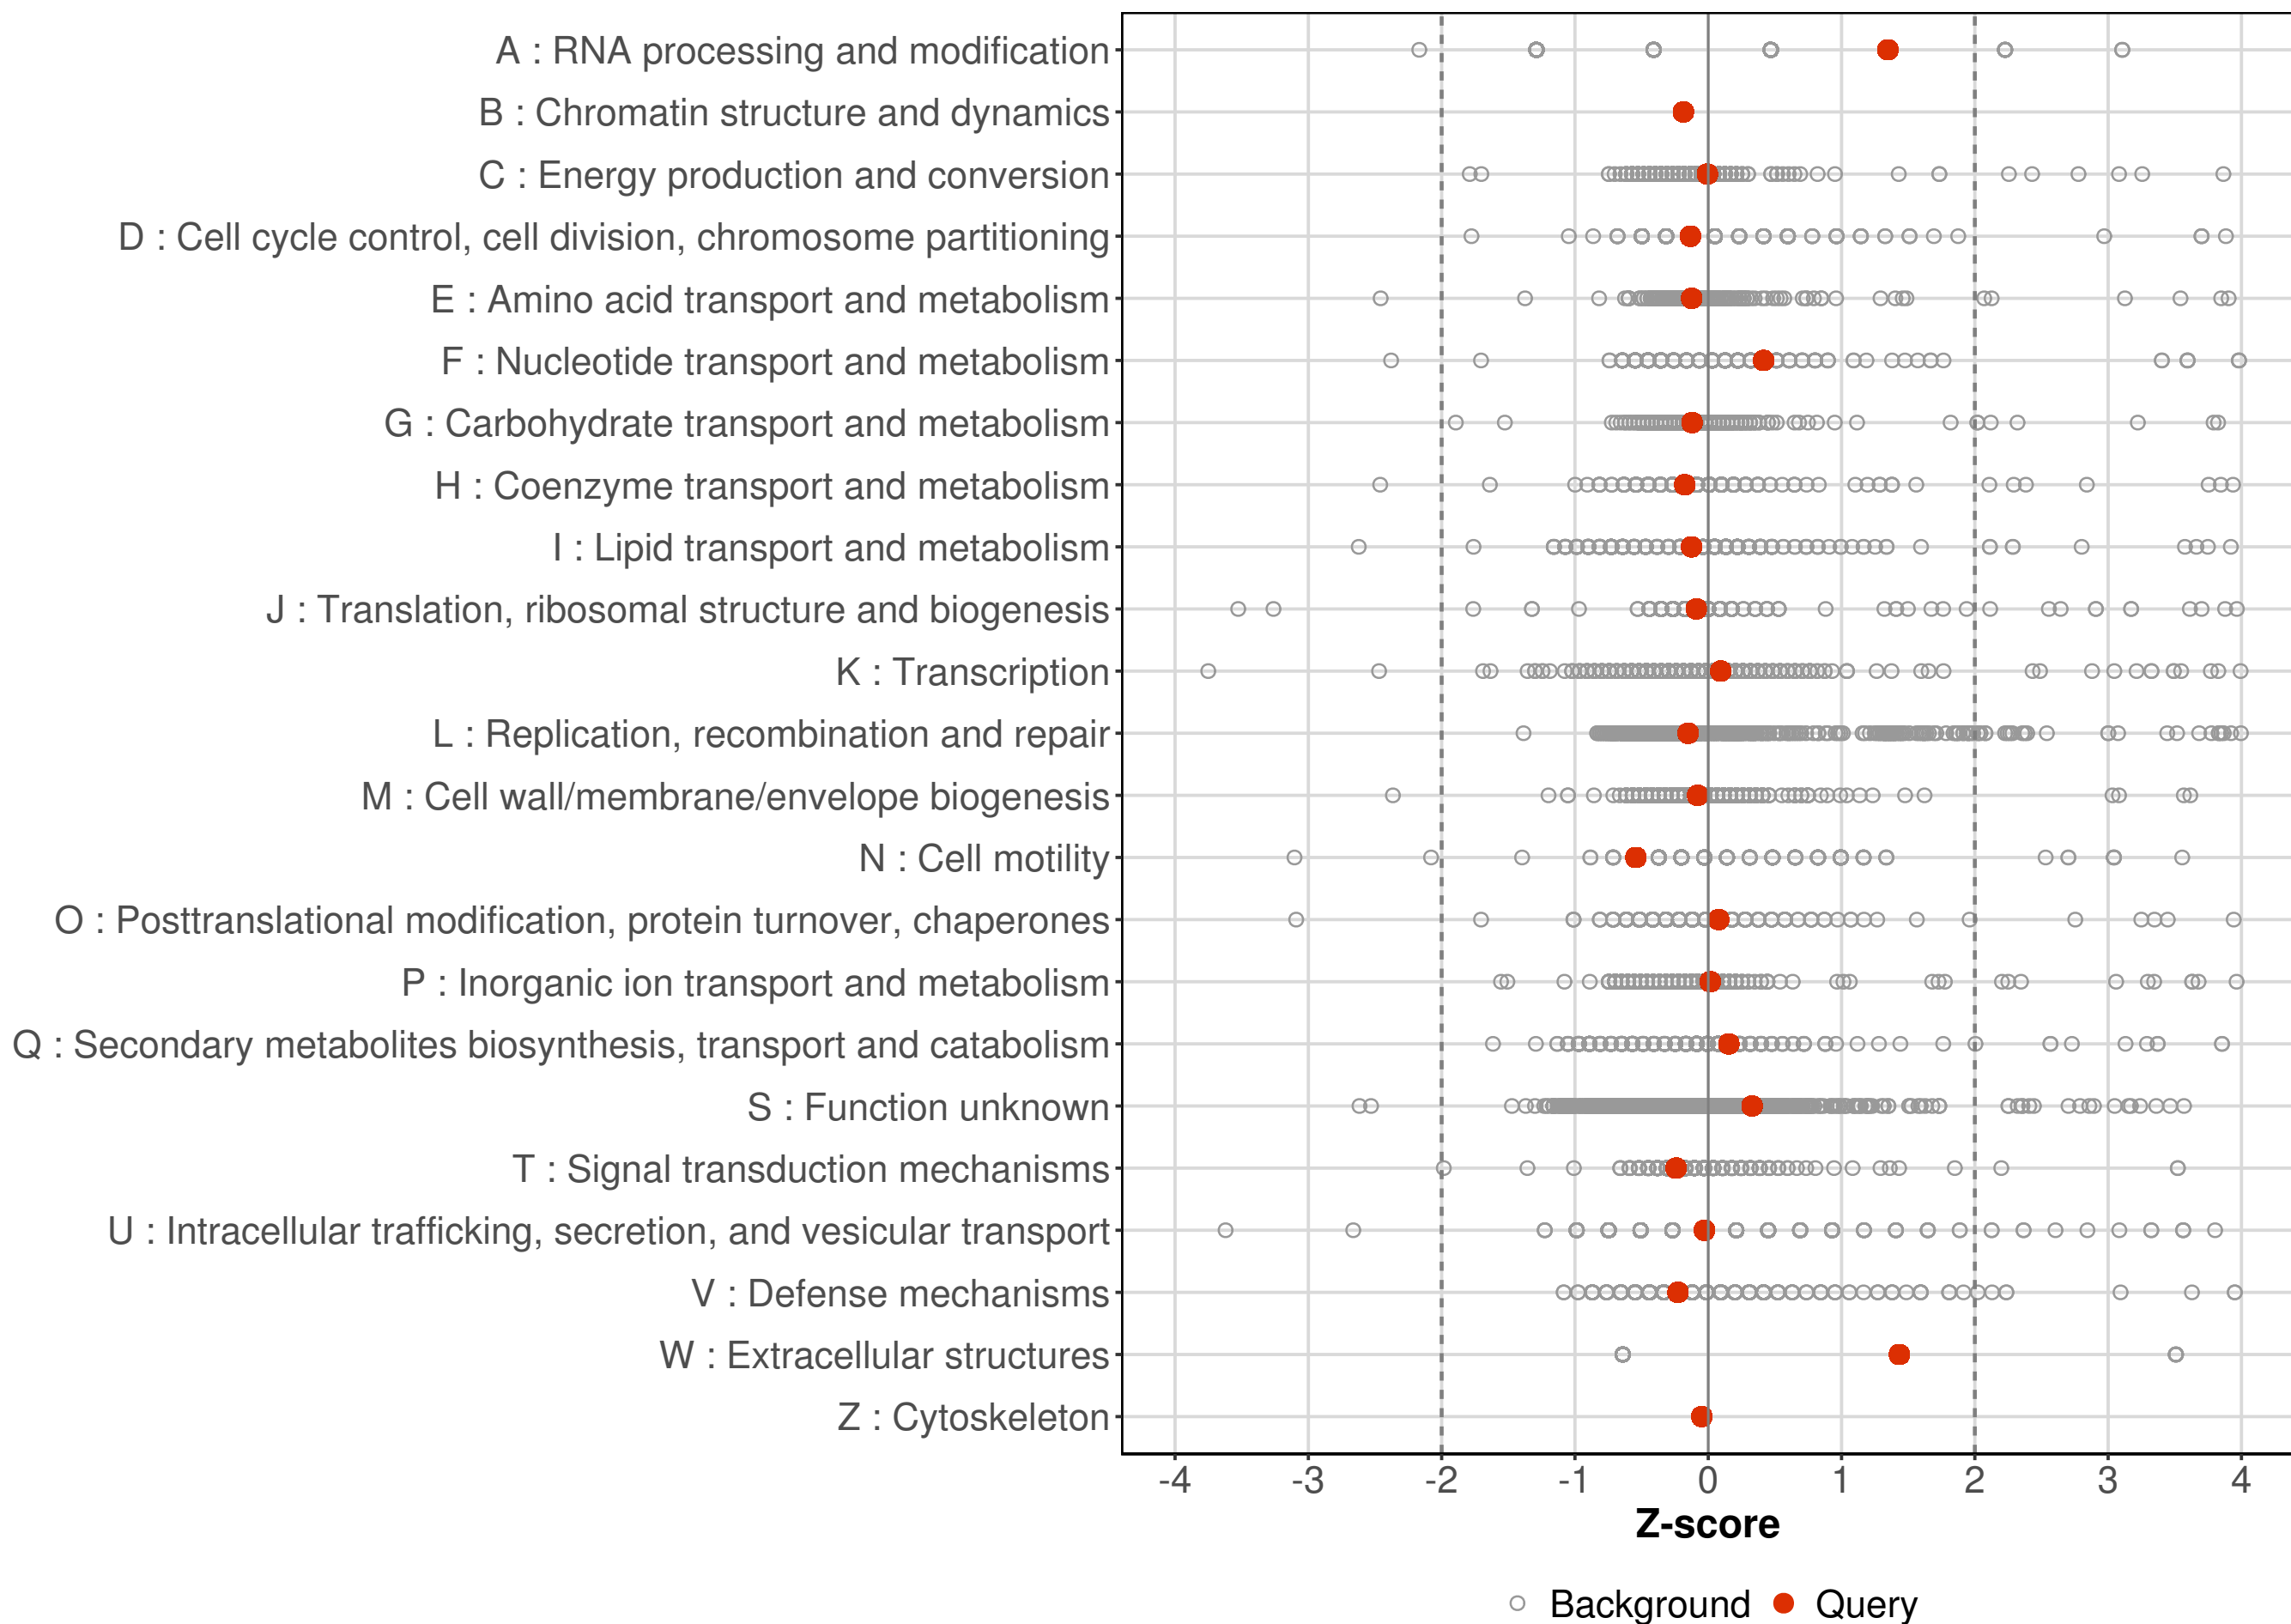 A : RNA processing and modification
B : Chromatin structure and dynamics
C : Energy production and conversion
D : Cell cycle control, cell division, chromosome partitioning
E : Amino acid transport and metabolism
F : Nucleotide transport and metabolism
G : Carbohydrate transport and metabolism
H : Coenzyme transport and metabolism
I : Lipid transport and metabolism
J : Translation, ribosomal structure and biogenesis
K : Transcription
L : Replication, recombination and repair
M : Cell wall/membrane/envelope biogenesis
N : Cell motility
O : Posttranslational modification, protein turnover, chaperones
P : Inorganic ion transport and metabolism
Q : Secondary metabolites biosynthesis, transport and catabolism
S : Function unknown
T : Signal transduction mechanisms
U : Intracellular trafficking, secretion, and vesicular transport
V : Defense mechanisms
W : Extracellular structures
Z : Cytoskeleton
-4 -3 -2 -1 0 1 2 3 4
Z-score
Background Query